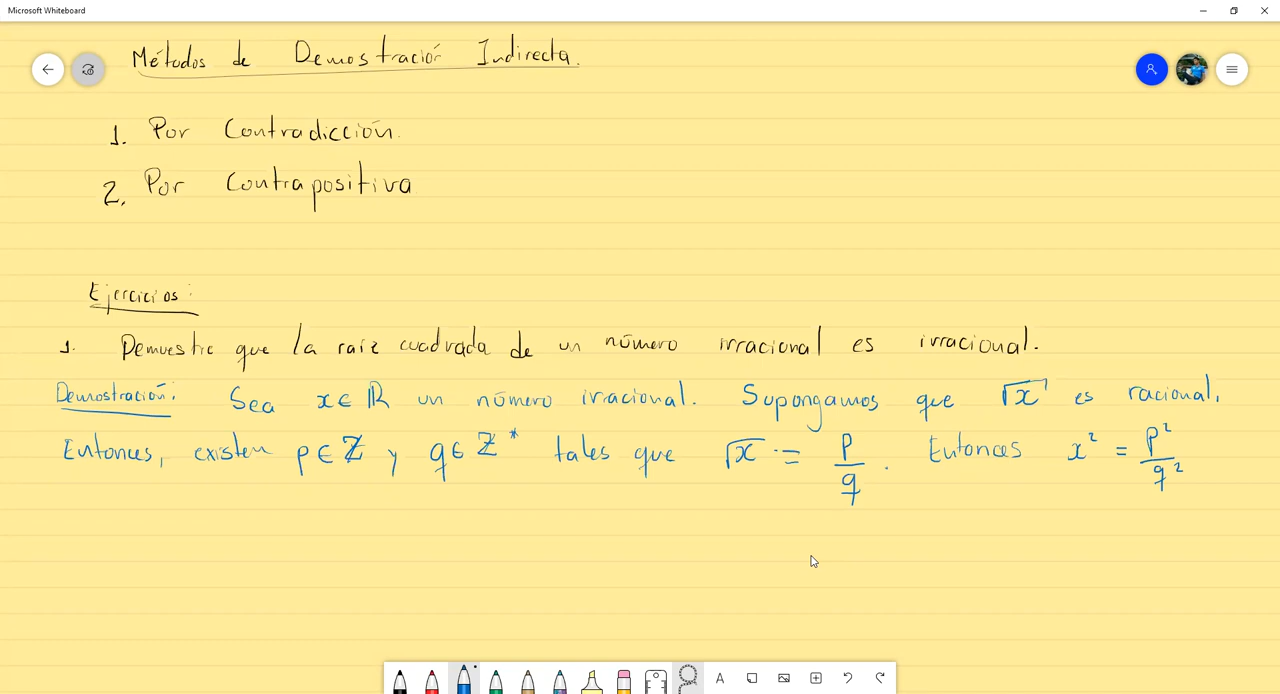 Microsoft Whiteboard
Métodos de Demostración Indirecta.
1. Por Contradicción.
2. Por Contrapositiva
Ejercicios:
1. Demuestre que la raíz cuadrada de un número irracional es irracional.
Demostración: Sea x ∈ ℝ un número irracional. Supongamos que √x es racional.
Entonces, existen p ∈ ℤ y q ∈ ℤ* tales que √x = p/q. Entonces x² = p²/q²
A